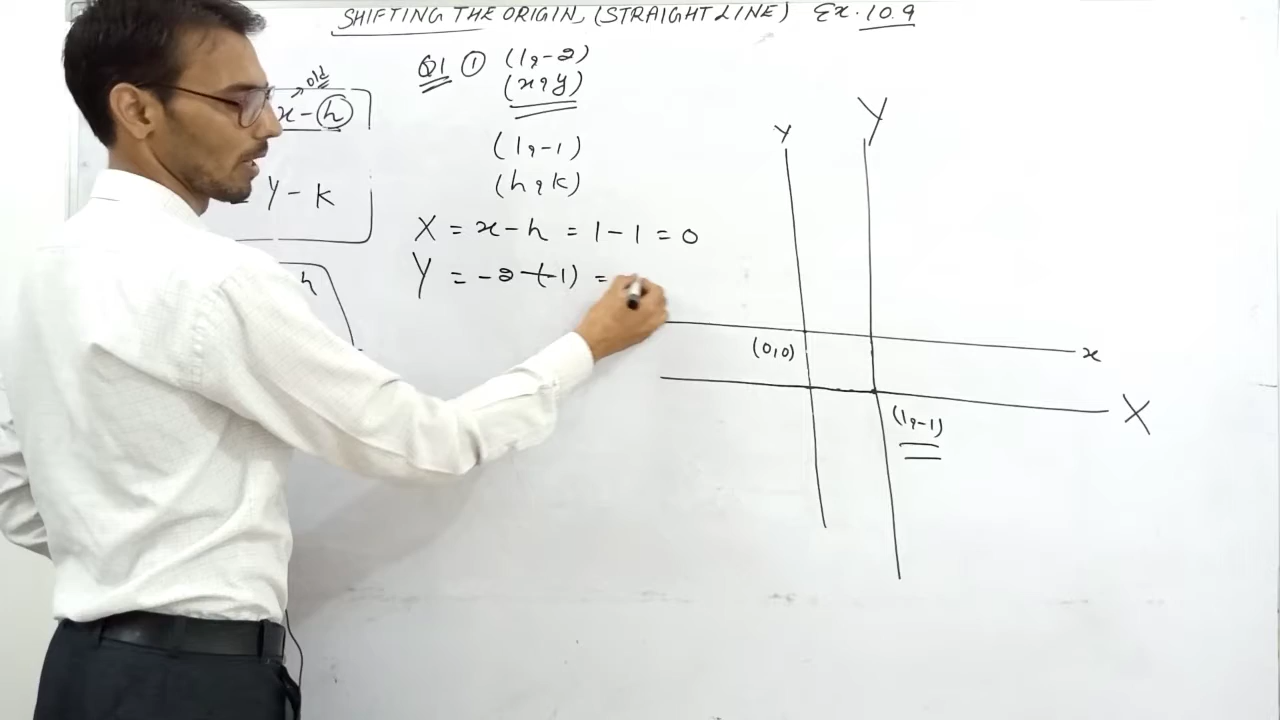 SHIFTING THE ORIGIN, (STRAIGHT LINE) Ex. 10.9
Q1 ① (1, -2)
(x, y)
old
x - h
Y - k
h
(1, -1)
(h, k)
X = x - h = 1 - 1 = 0
Y = -2 - (-1) =
y
Y
(0,0)
x
(1, -1)
X